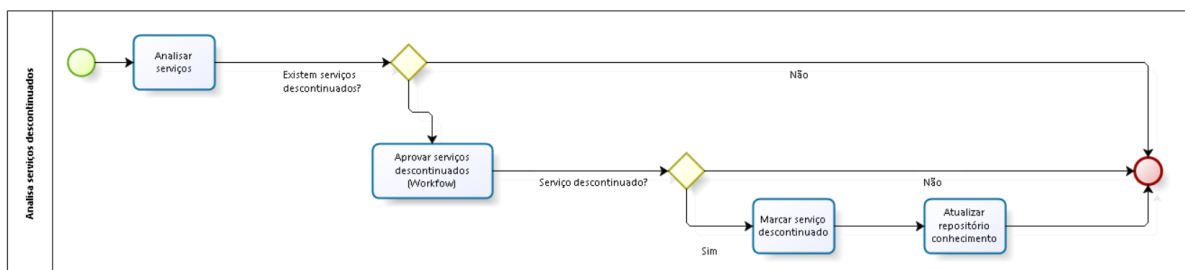 Analisa serviços descontinuados
Analisar
serviços
Existem serviços
descontinuados?
Não
Aprovar serviços
descontinuados
(Workfow)
Serviço descontinuado?
Não
Sim
Marcar serviço
descontinuado
Atualizar
repositório
conhecimento